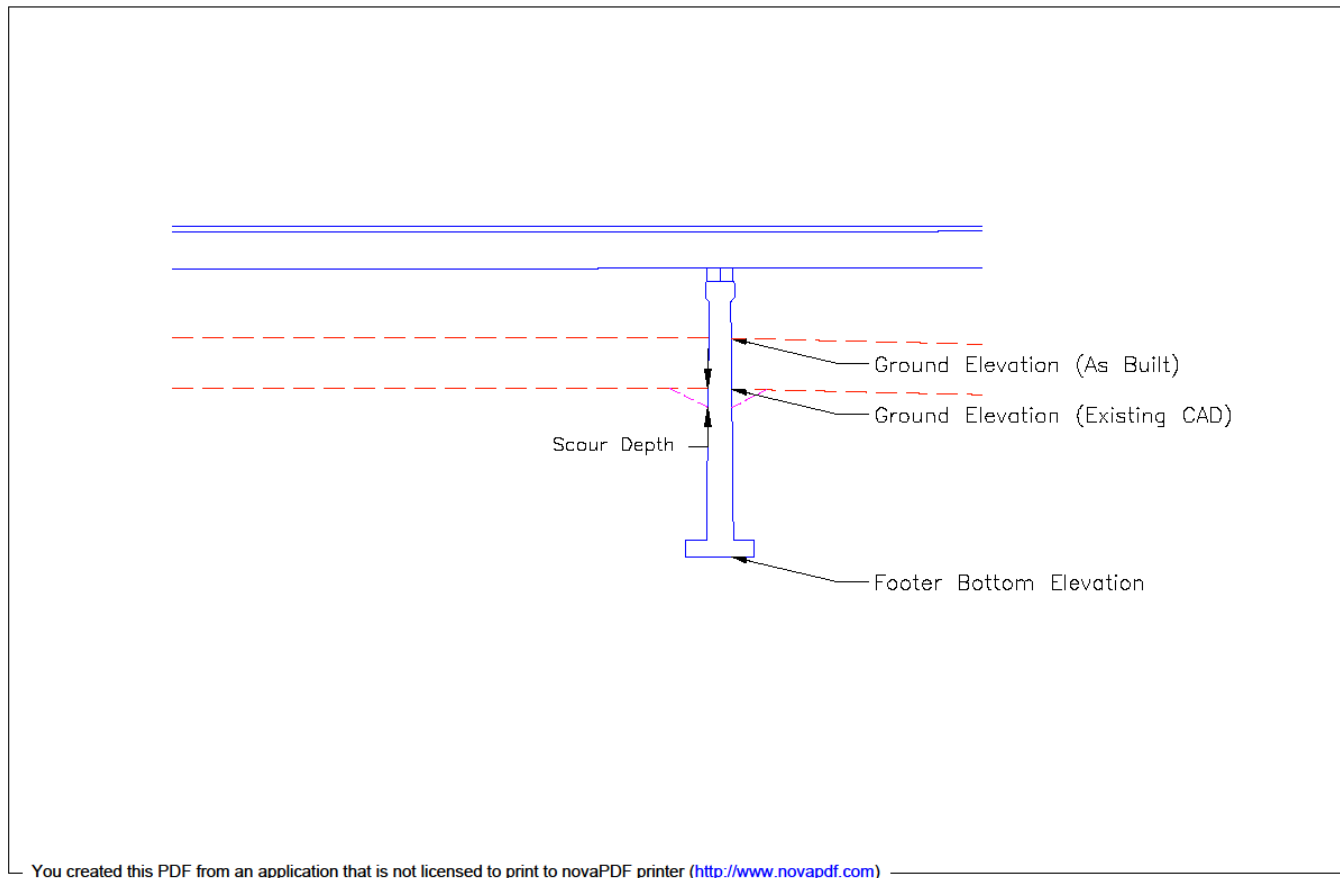 Ground Elevation (As Built)
Ground Elevation (Existing CAD)
Scour Depth
Footer Bottom Elevation
You created this PDF from an application that is not licensed to print to novaPDF printer (http://www.novapdf.com)